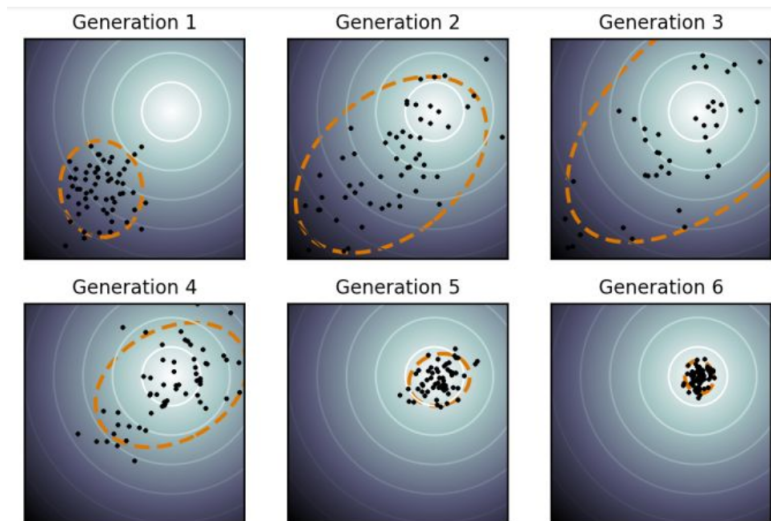 Generation 1
Generation 2
Generation 3
Generation 4
Generation 5
Generation 6